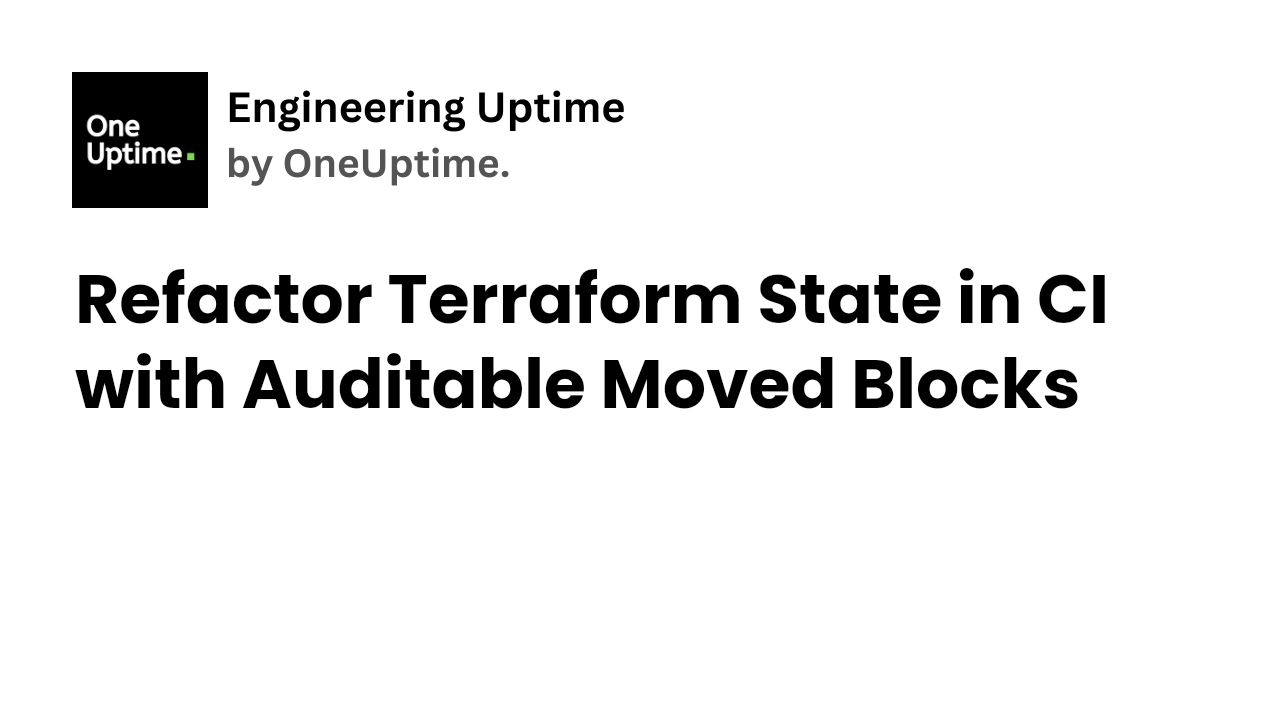 One
Uptime.
Engineering Uptime
by OneUptime.
Refactor Terraform State in CI
with Auditable Moved Blocks